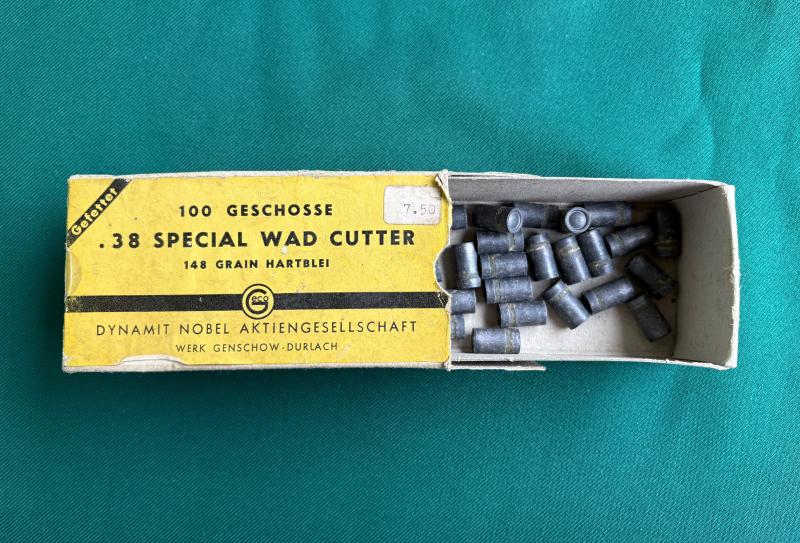 Gefettet
100 GESCHOSSE
7.50
.38 SPECIAL WAD CUTTER
148 GRAIN HARTBLEI
Geco
DYNAMIT NOBEL AKTIENGESELLSCHAFT
WERK GENSCHOW-DURLACH